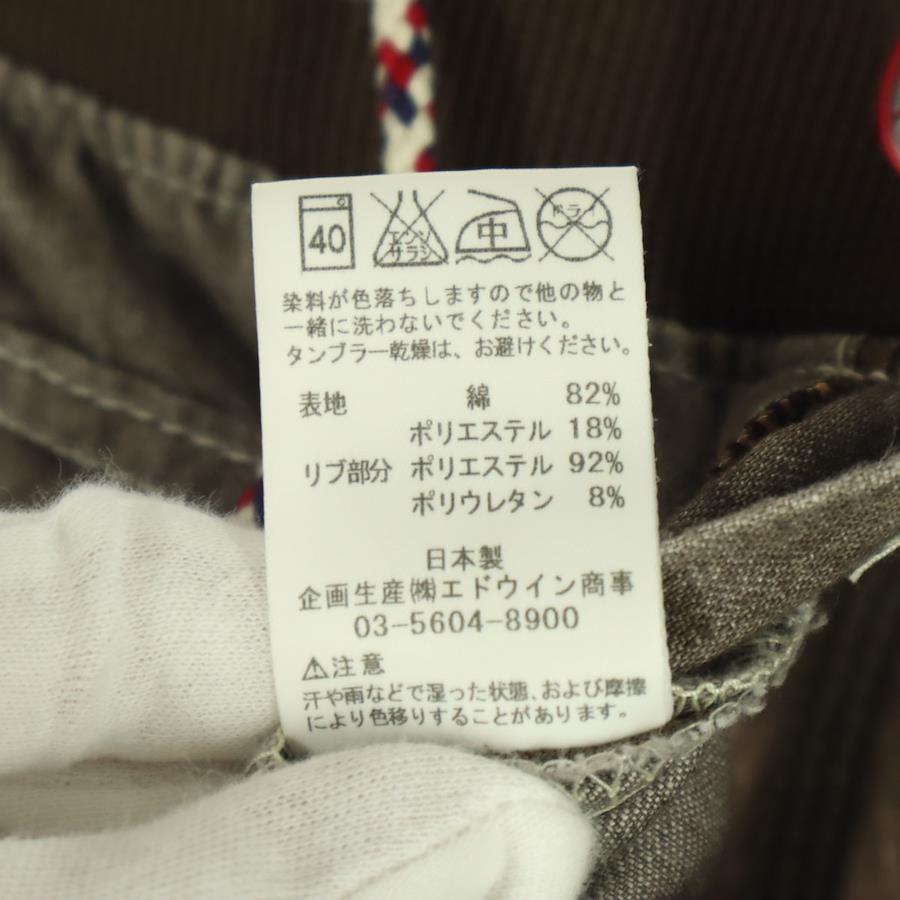 40
エンソ
サラシ
中
ドライ
染料が色落ちしますので他の物と
一緒に洗わないでください。
タンブラー乾燥は、お避けください。
表地 綿 82%
ポリエステル 18%
リブ部分 ポリエステル 92%
ポリウレタン 8%
日本製
企画生産㈱エドウイン商事
03-5604-8900
⚠注意
汗や雨などで湿った状態、および摩擦
により色移りすることがあります。